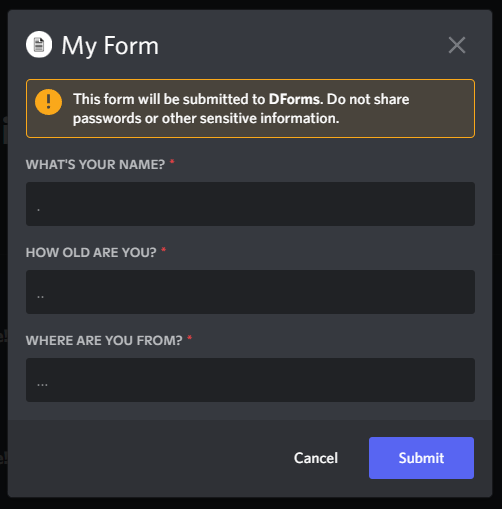 My Form
This form will be submitted to DForms. Do not share
passwords or other sensitive information.
WHAT'S YOUR NAME? *
.
HOW OLD ARE YOU? *
..
WHERE ARE YOU FROM? *
...
Cancel Submit